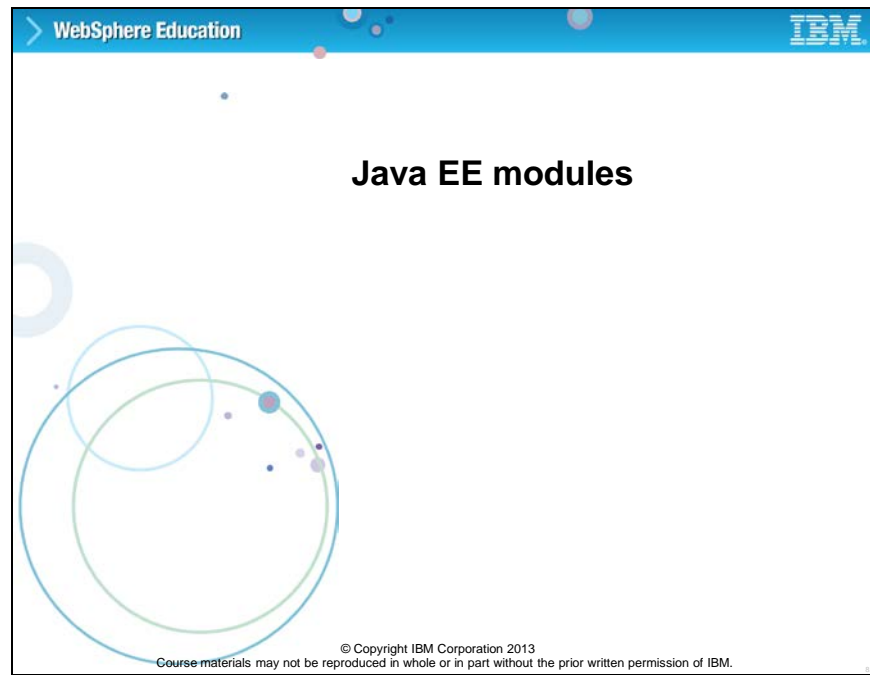 WebSphere Education
IBM®
Java EE modules
© Copyright IBM Corporation 2013
Course materials may not be reproduced in whole or in part without the prior written permission of IBM.